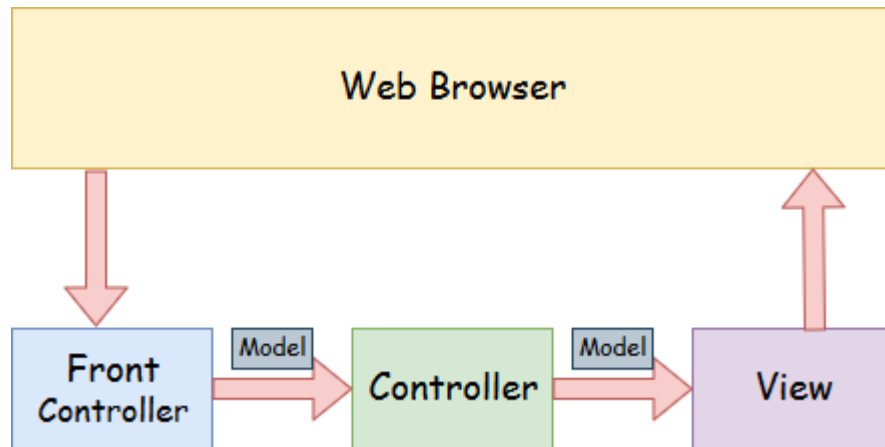 Web Browser
Model
Model
Front
Controller
Controller
View